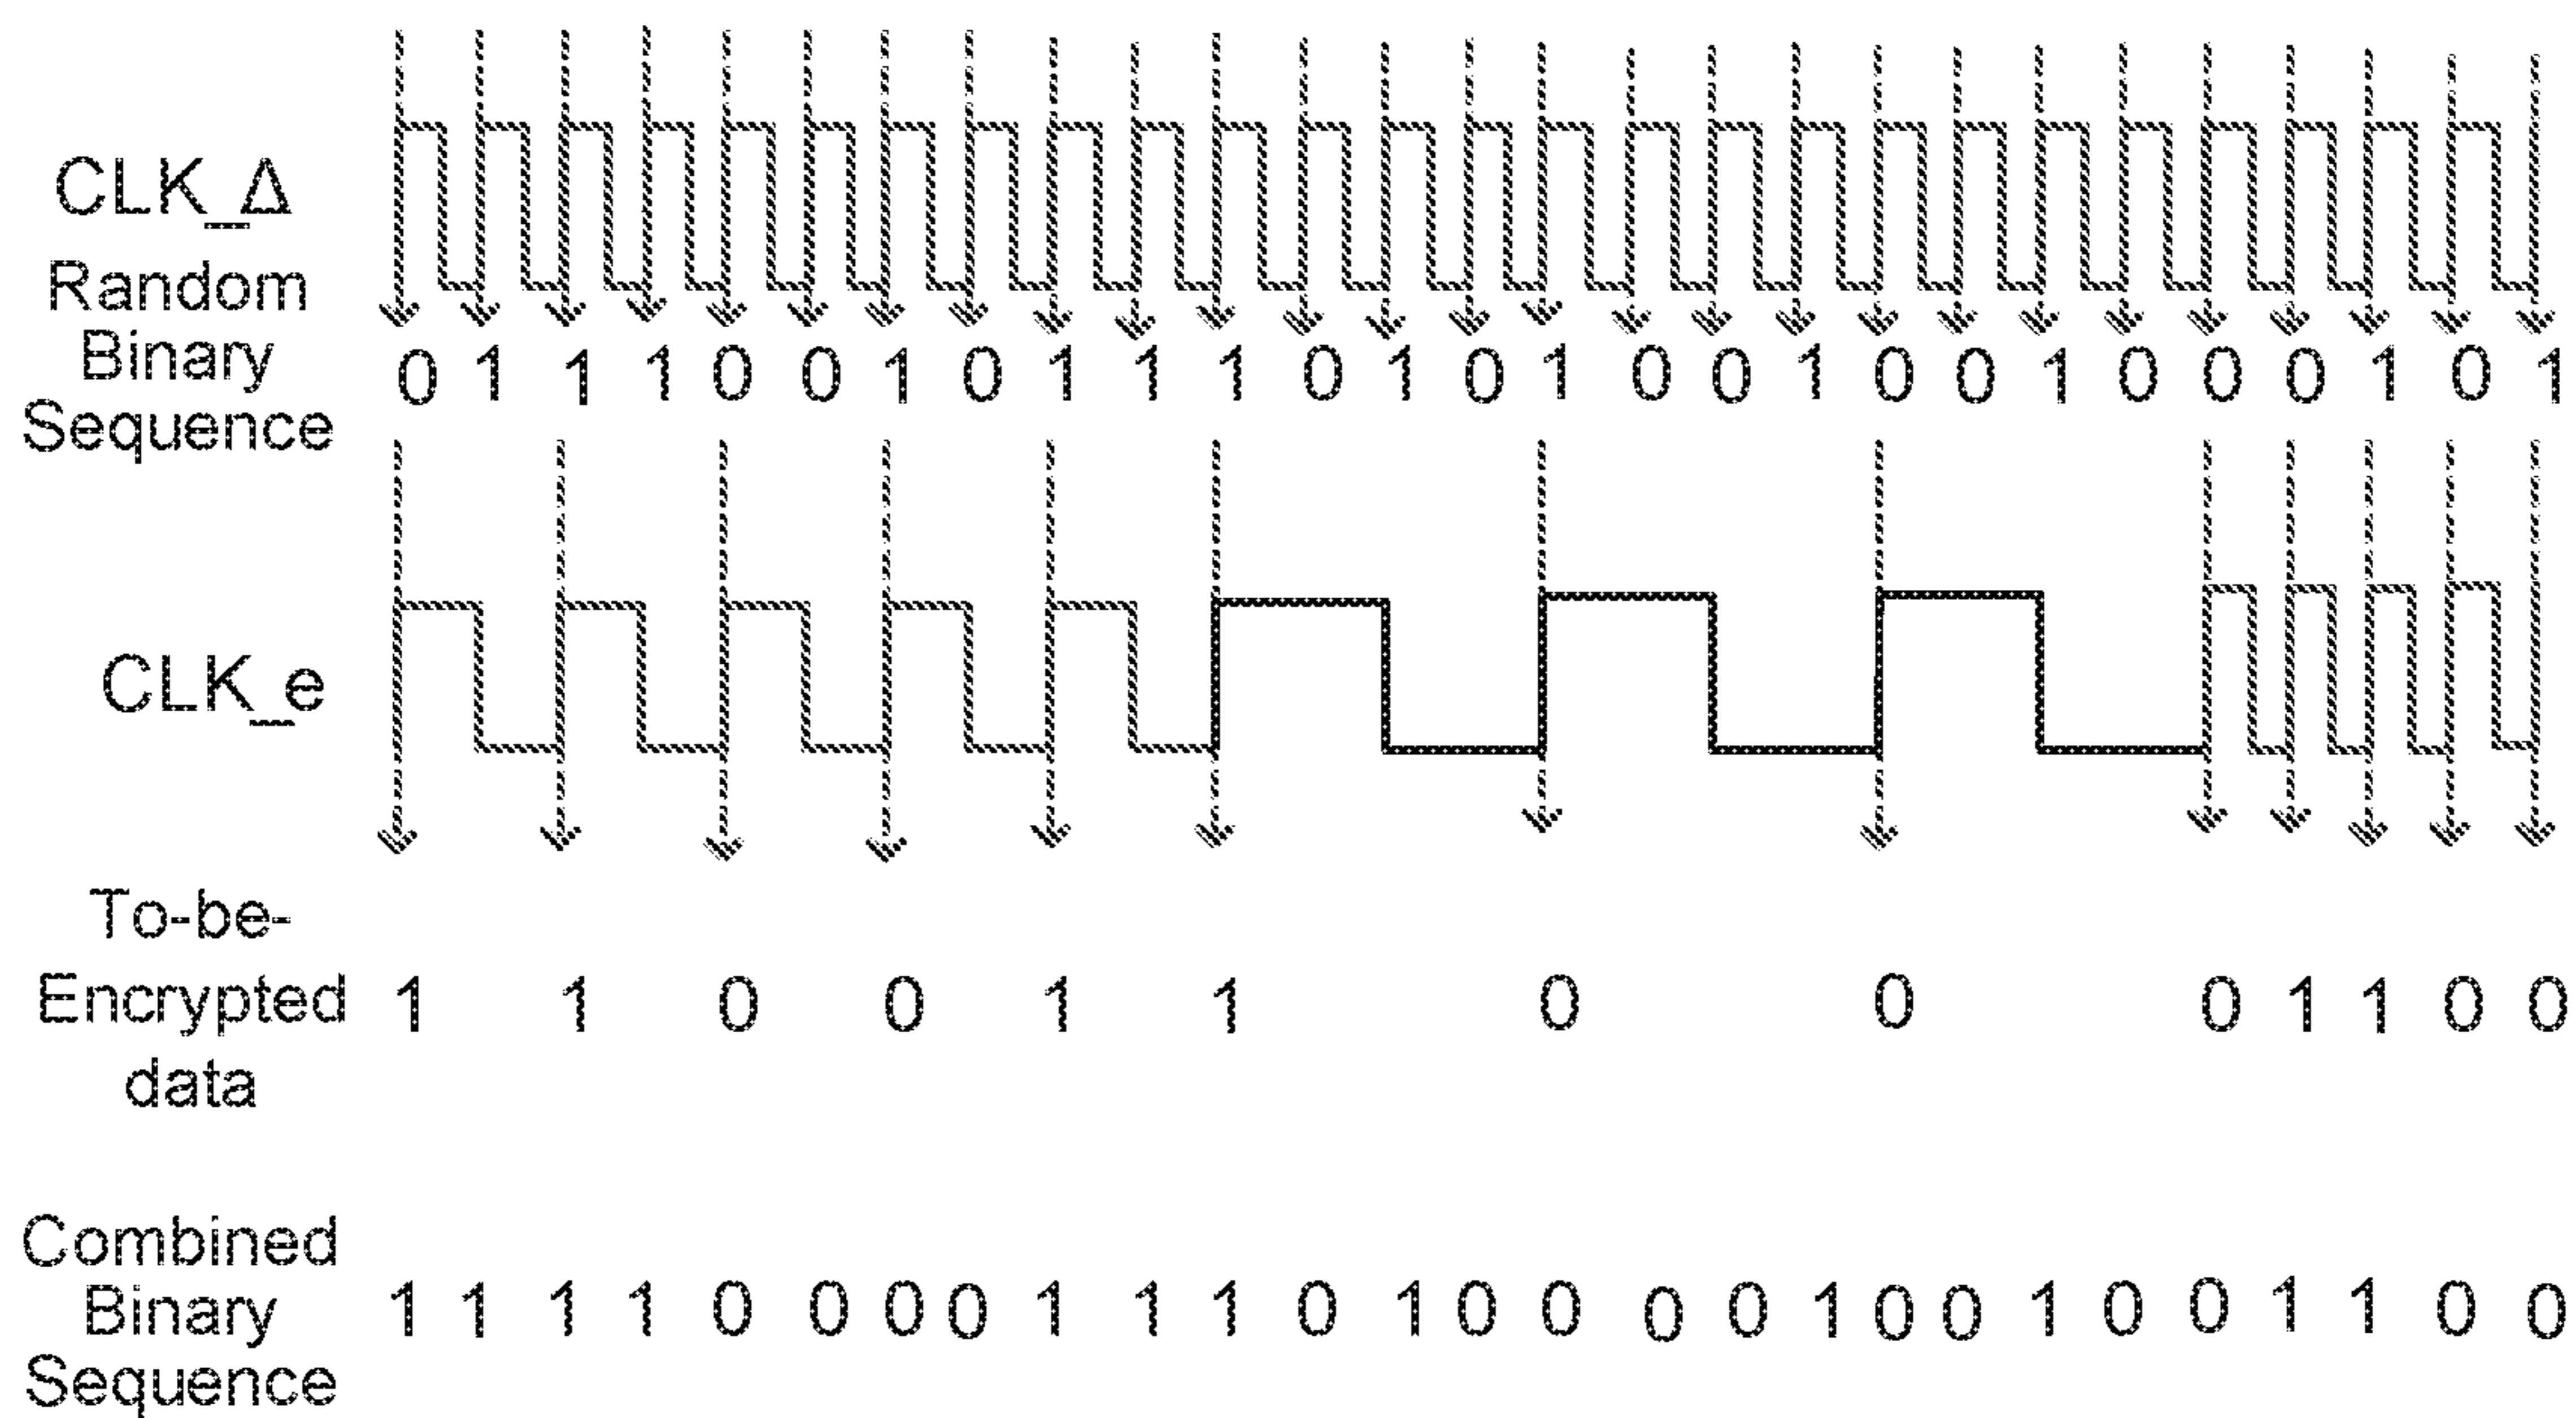 CLK_Δ
Random
Binary
Sequence
0 1 1 1 0 0 1 0 1 1 1 0 1 0 1 0 0 1 0 0 1 0 0 0 1 0 1
CLK_e
To-be-
Encrypted
data
1 1 0 0 1 1 0 0 0 1 1 0 0
Combined
Binary
Sequence
1 1 1 1 0 0 0 0 1 1 1 0 1 0 0 0 0 1 0 0 1 0 0 1 1 0 0